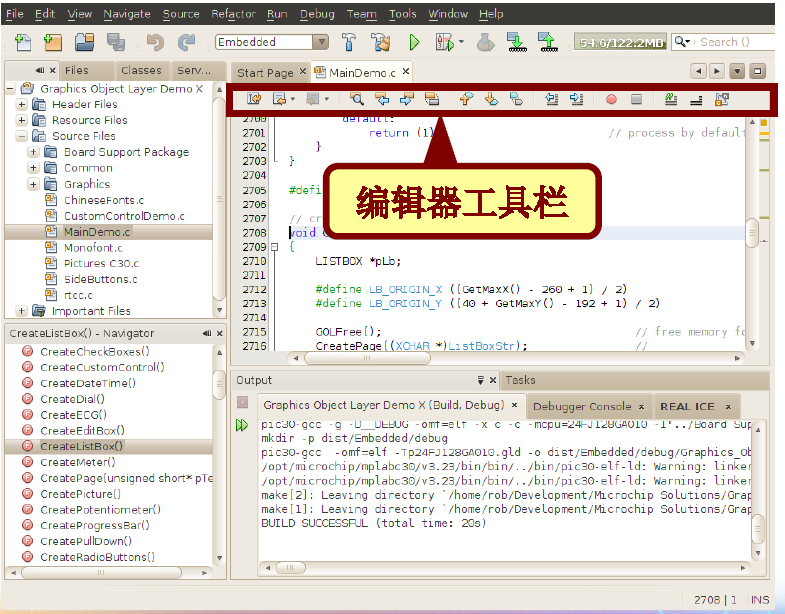 File Edit View Navigate Source Refactor Run Debug Team Tools Window Help
Embedded 54.6/122.2MB Search ()
Files Classes Serv...
Graphics Object Layer Demo X
Header Files
Resource Files
Source Files
Board Support Package
Common
Graphics
ChineseFonts.c
CustomControlDemo.c
MainDemo.c
Monofont.c
Pictures C30.c
SideButtons.c
rtcc.c
Important Files
Start Page MainDemo.c
2700 default:
2701 return (1) // process by default
2702 }
2703 }
2704
2705 #defi
2706
2707 // cr
2708 void
2709 {
2710 LISTBOX *pLb;
2711
2712 #define LB_ORIGIN_X ((GetMaxX() - 260 + 1) / 2)
2713 #define LB_ORIGIN_Y ((40 + GetMaxY() - 192 + 1) / 2)
2714
2715 GOLFree(); // free memory fo
2716 CreatePage((XCHAR *)ListBoxStr); //
编辑器工具栏
CreateListBox() - Navigator
CreateCheckBoxes()
CreateCustomControl()
CreateDateTime()
CreateDial()
CreateECG()
CreateEditBox()
CreateListBox()
CreateMeter()
CreatePage(unsigned short* pTe
CreatePicture()
CreatePotentiometer()
CreateProgressBar()
CreatePullDown()
CreateRadioButtons()
Output Tasks
Graphics Object Layer Demo X (Build, Debug) Debugger Console REAL ICE
pic30-gcc -g -D__DEBUG -omf=elf -x c -c -mcpu=24FJ128GA010 -I'../Board Sup
mkdir -p dist/Embedded/debug
pic30-gcc -omf=elf -Tp24FJ128GA010.gld -o dist/Embedded/debug/Graphics_Ob
/opt/microchip/mplabc30/v3.23/bin/bin/../bin/pic30-elf-ld: Warning: linker
/opt/microchip/mplabc30/v3.23/bin/bin/../bin/pic30-elf-ld: Warning: linker
make[2]: Leaving directory `/home/rob/Development/Microchip Solutions/Grap
make[1]: Leaving directory `/home/rob/Development/Microchip Solutions/Grap
BUILD SUCCESSFUL (total time: 20s)
2708 | 1 INS